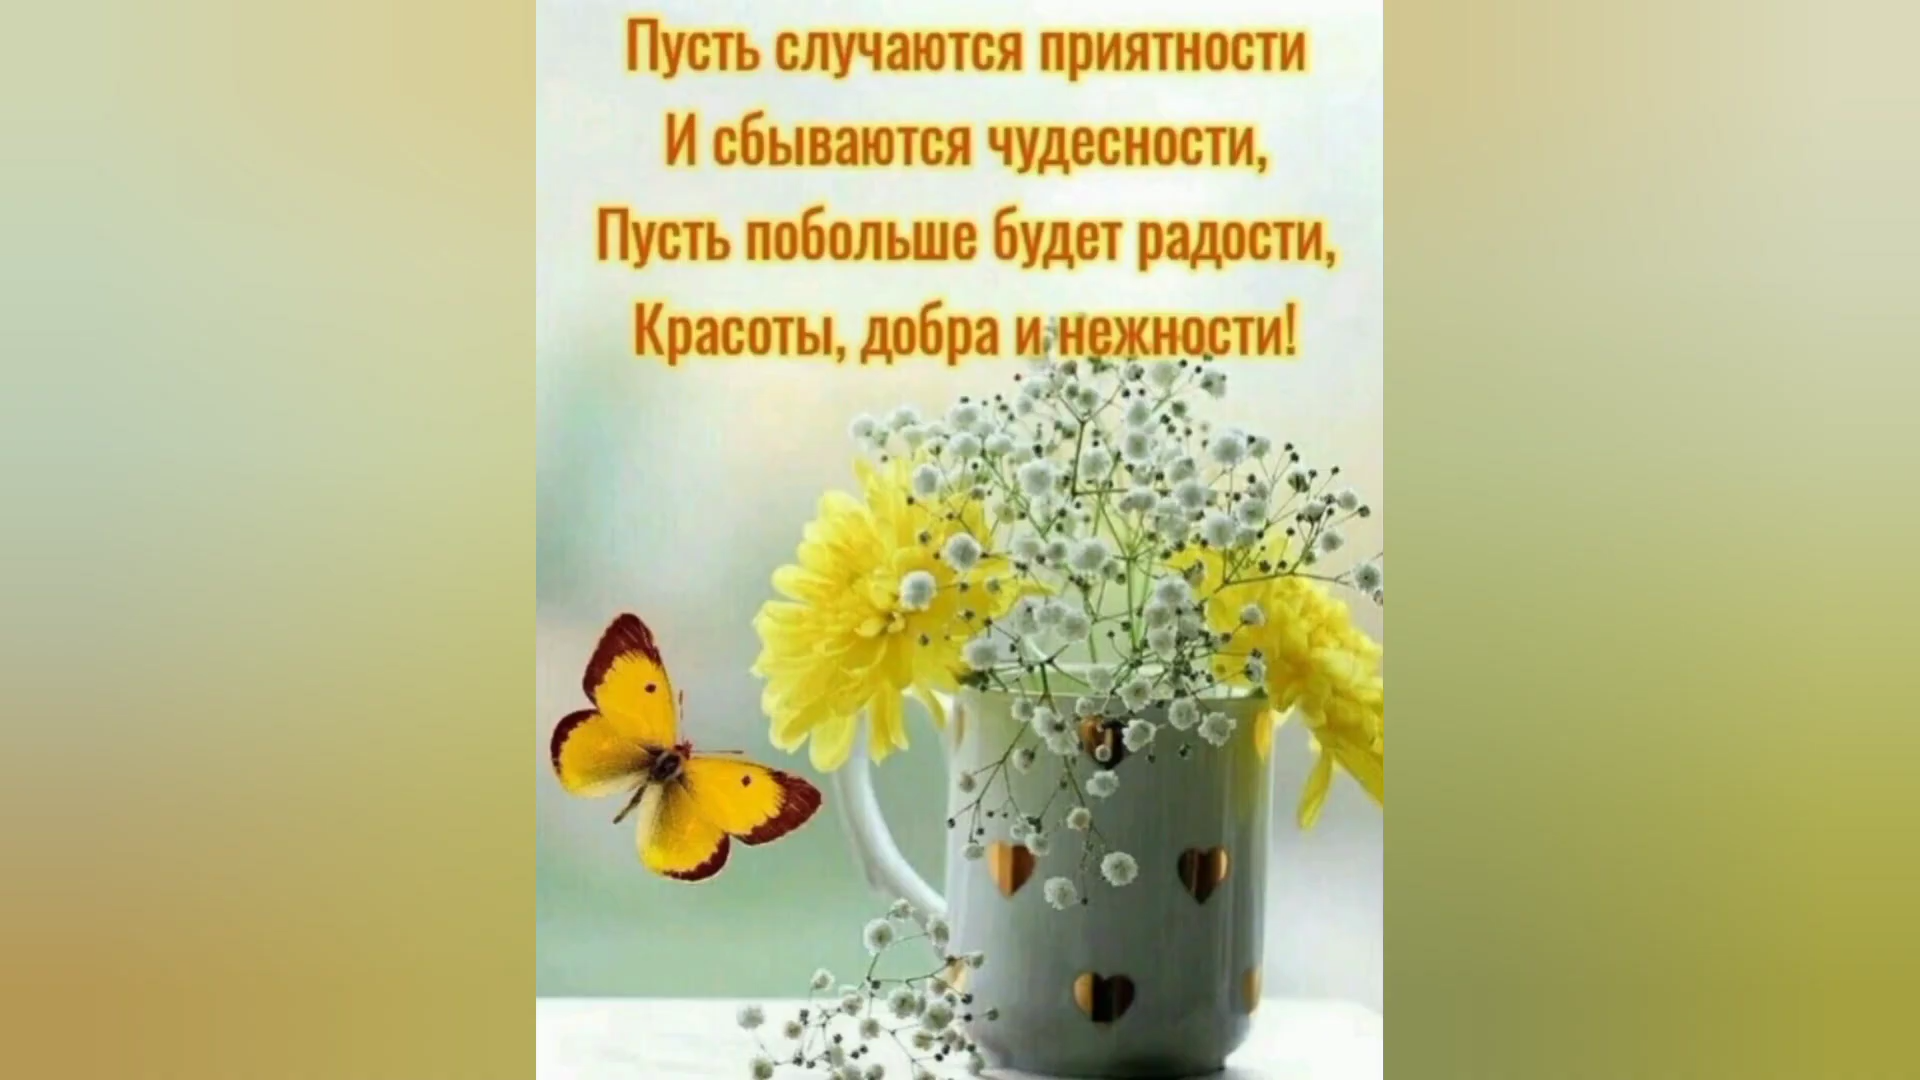 Пусть случаются приятности
И сбываются чудесности,
Пусть побольше будет радости,
Красоты, добра и нежности!